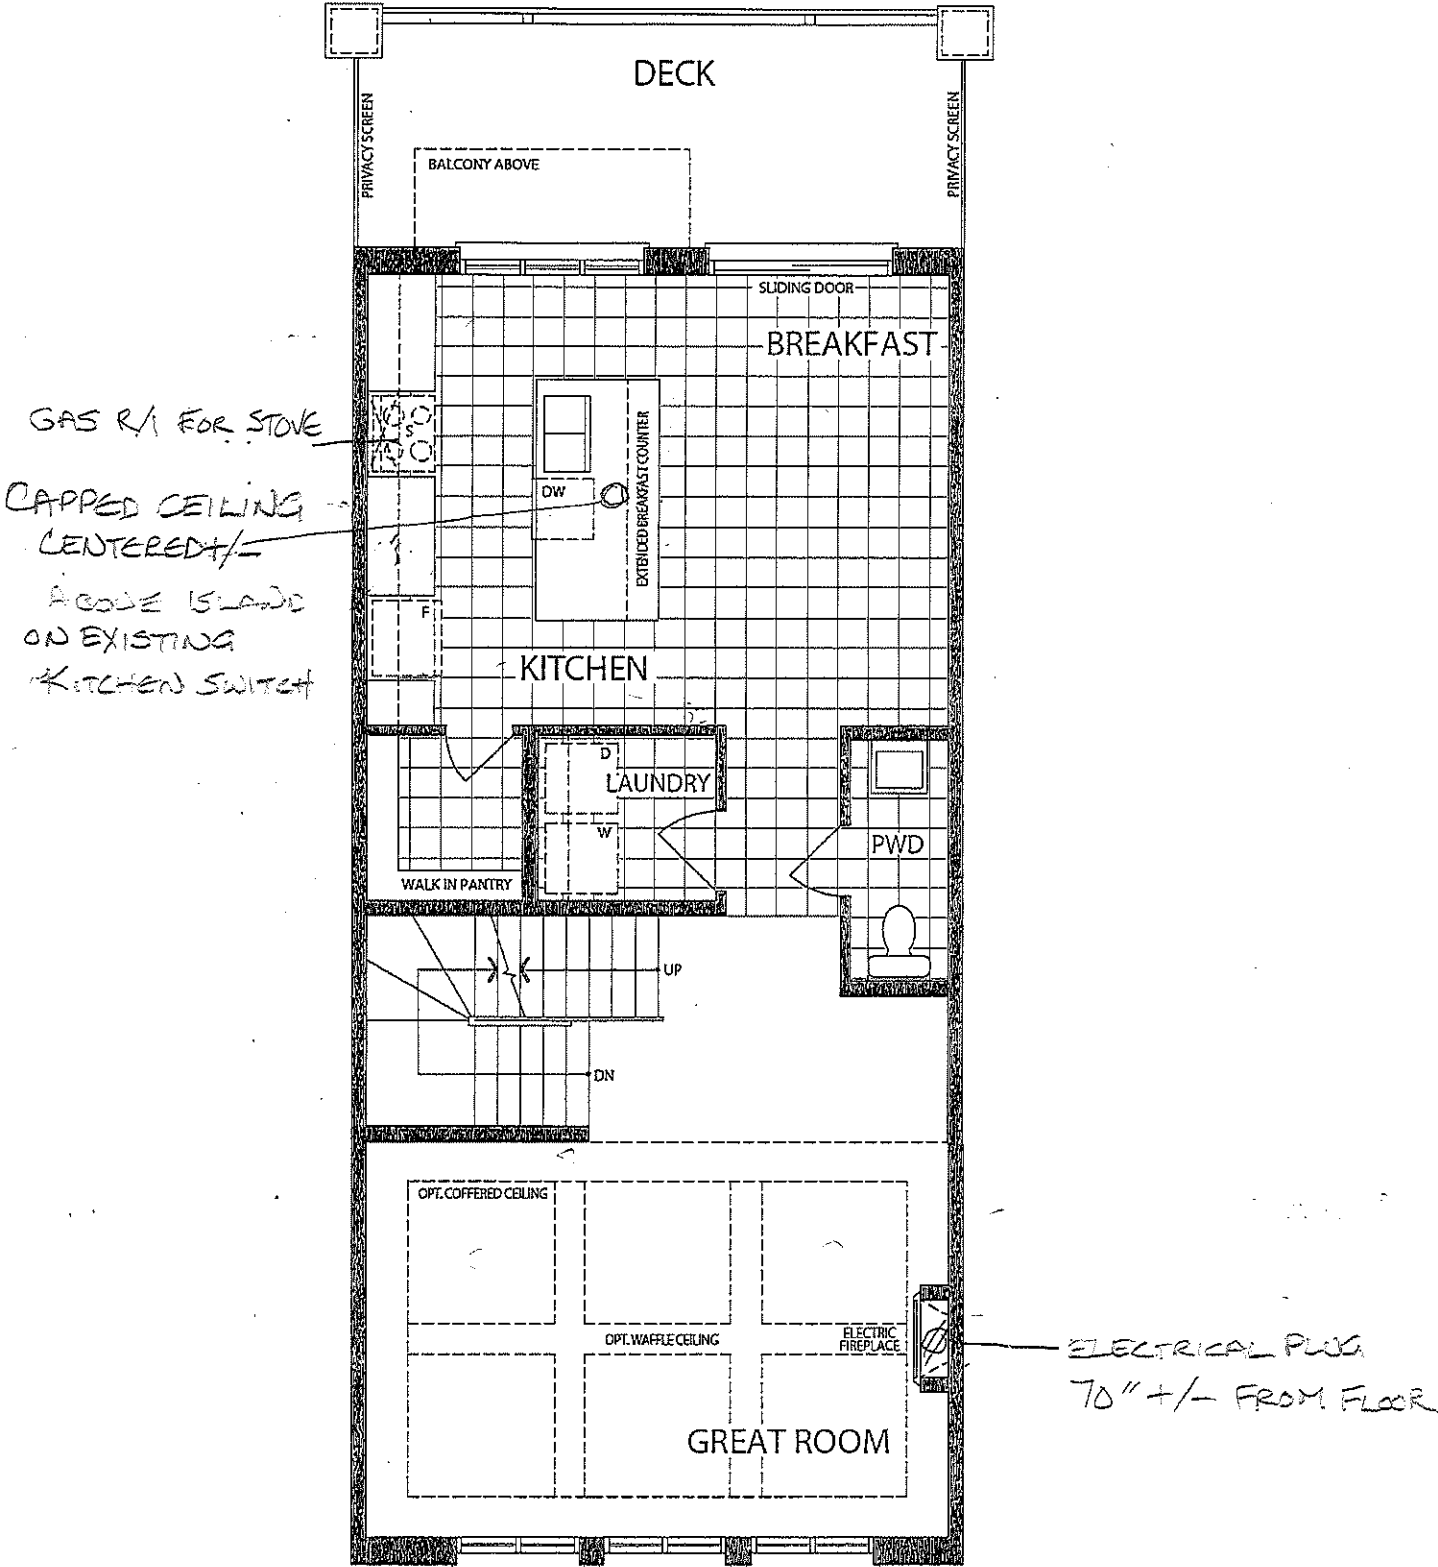 DECK
PRIVACY SCREEN
PRIVACY SCREEN
BALCONY ABOVE
SLIDING DOOR
BREAKFAST
GAS R/I FOR STOVE
S
EXTENDED BREAKFAST COUNTER
CAPPED CEILING
DW
CENTERED +/-
ABOVE ISLAND
F
ON EXISTING
KITCHEN
KITCHEN SWITCH
D
LAUNDRY
W
PWD
WALK IN PANTRY
UP
DN
OPT. COFFERED CEILING
OPT. WAFFLE CEILING
ELECTRIC
FIREPLACE
ELECTRICAL PLUG
70" +/- FROM FLOOR
GREAT ROOM